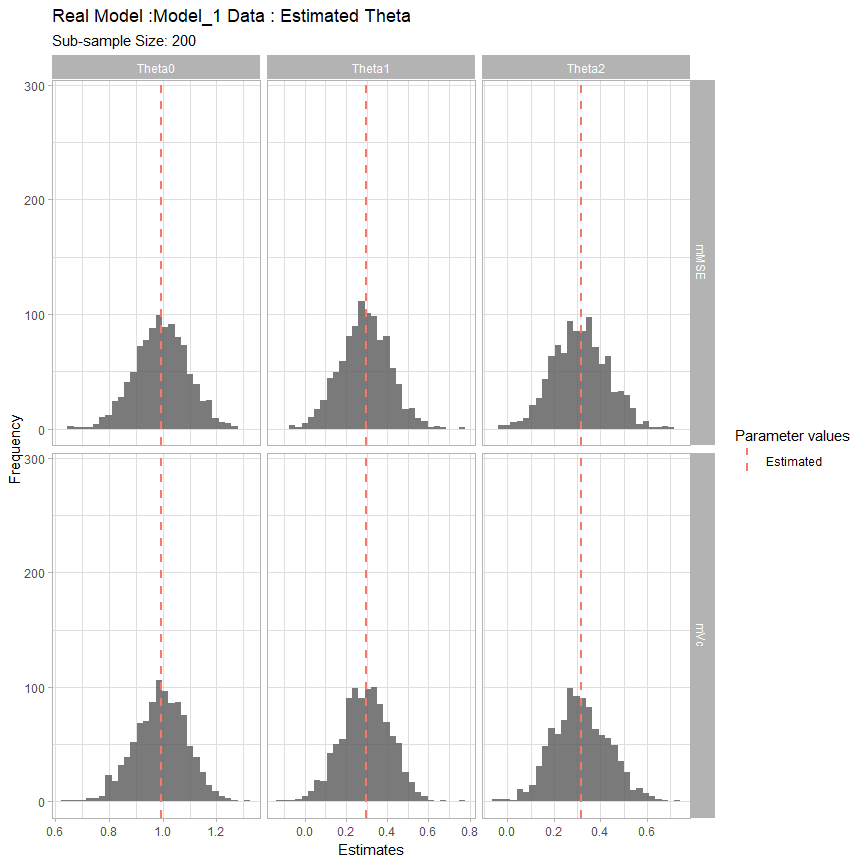 Real Model :Model_1 Data : Estimated Theta
Sub-sample Size: 200
Theta0 Theta1 Theta2
300
200
100
0
mMSE
Frequency
Parameter values
Estimated
300
200
100
0
mVc
0.6 0.8 1.0 1.2 0.0 0.2 0.4 0.6 0.8 0.0 0.2 0.4 0.6
Estimates